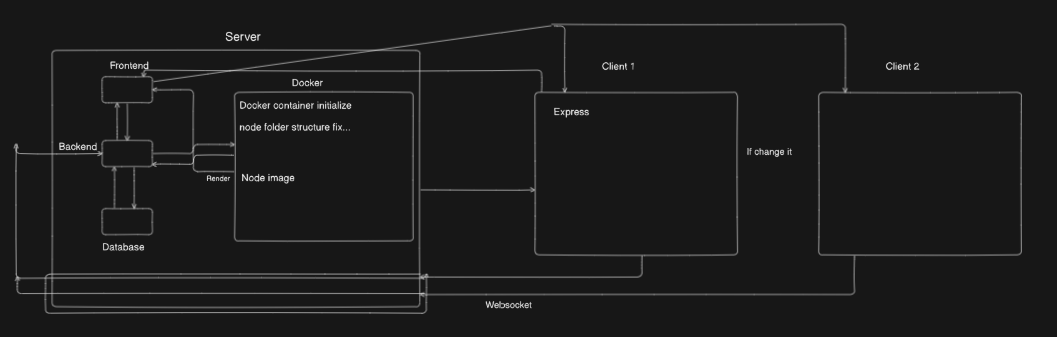 Server
Frontend
Client 1
Client 2
Docker
Docker container initialize
Express
node folder structure fix...
Backend
If change it
Render
Node image
Database
Websocket